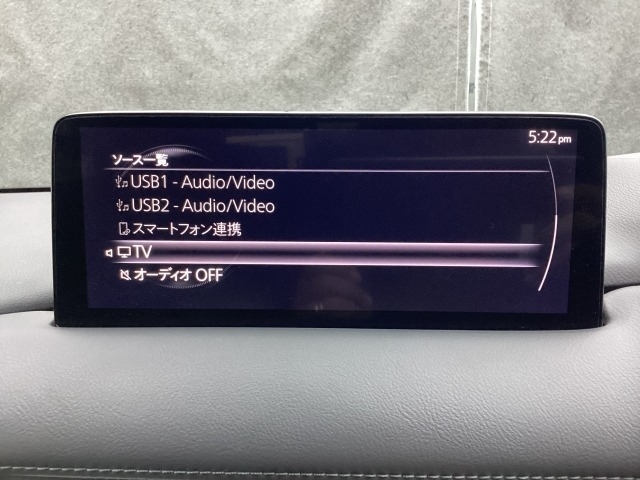 5:22pm
ソース一覧
USB1 - Audio/Video
USB2 - Audio/Video
スマートフォン連携
TV
オーディオ OFF